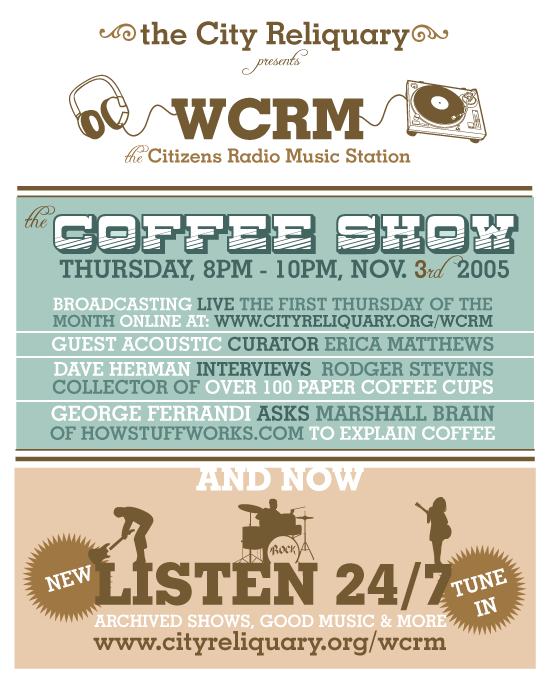 the City Reliquary
presents
WCRM
the Citizens Radio Music Station
the COFFEE SHOW
THURSDAY, 8PM - 10PM, NOV. 3rd 2005
BROADCASTING LIVE THE FIRST THURSDAY OF THE
MONTH ONLINE AT: WWW.CITYRELIQUARY.ORG/WCRM
GUEST ACOUSTIC CURATOR ERICA MATTHEWS
DAVE HERMAN INTERVIEWS RODGER STEVENS
COLLECTOR OF OVER 100 PAPER COFFEE CUPS
GEORGE FERRANDI ASKS MARSHALL BRAIN
OF HOWSTUFFWORKS.COM TO EXPLAIN COFFEE
AND NOW
ROCK
NEW
LISTEN 24/7
TUNE
IN
ARCHIVED SHOWS, GOOD MUSIC & MORE
www.cityreliquary.org/wcrm